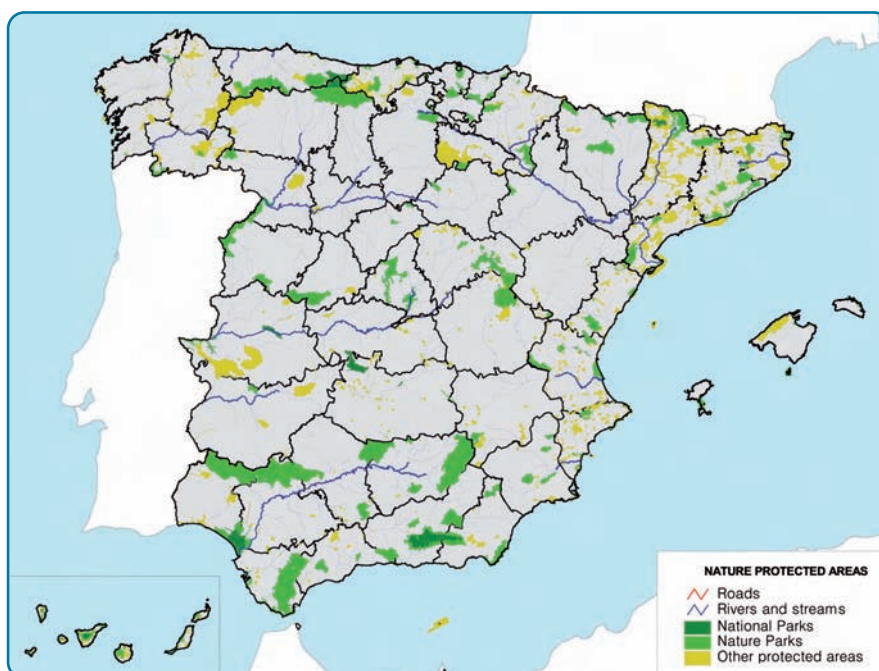 NATURE PROTECTED AREAS
Roads
Rivers and streams
National Parks
Nature Parks
Other protected areas